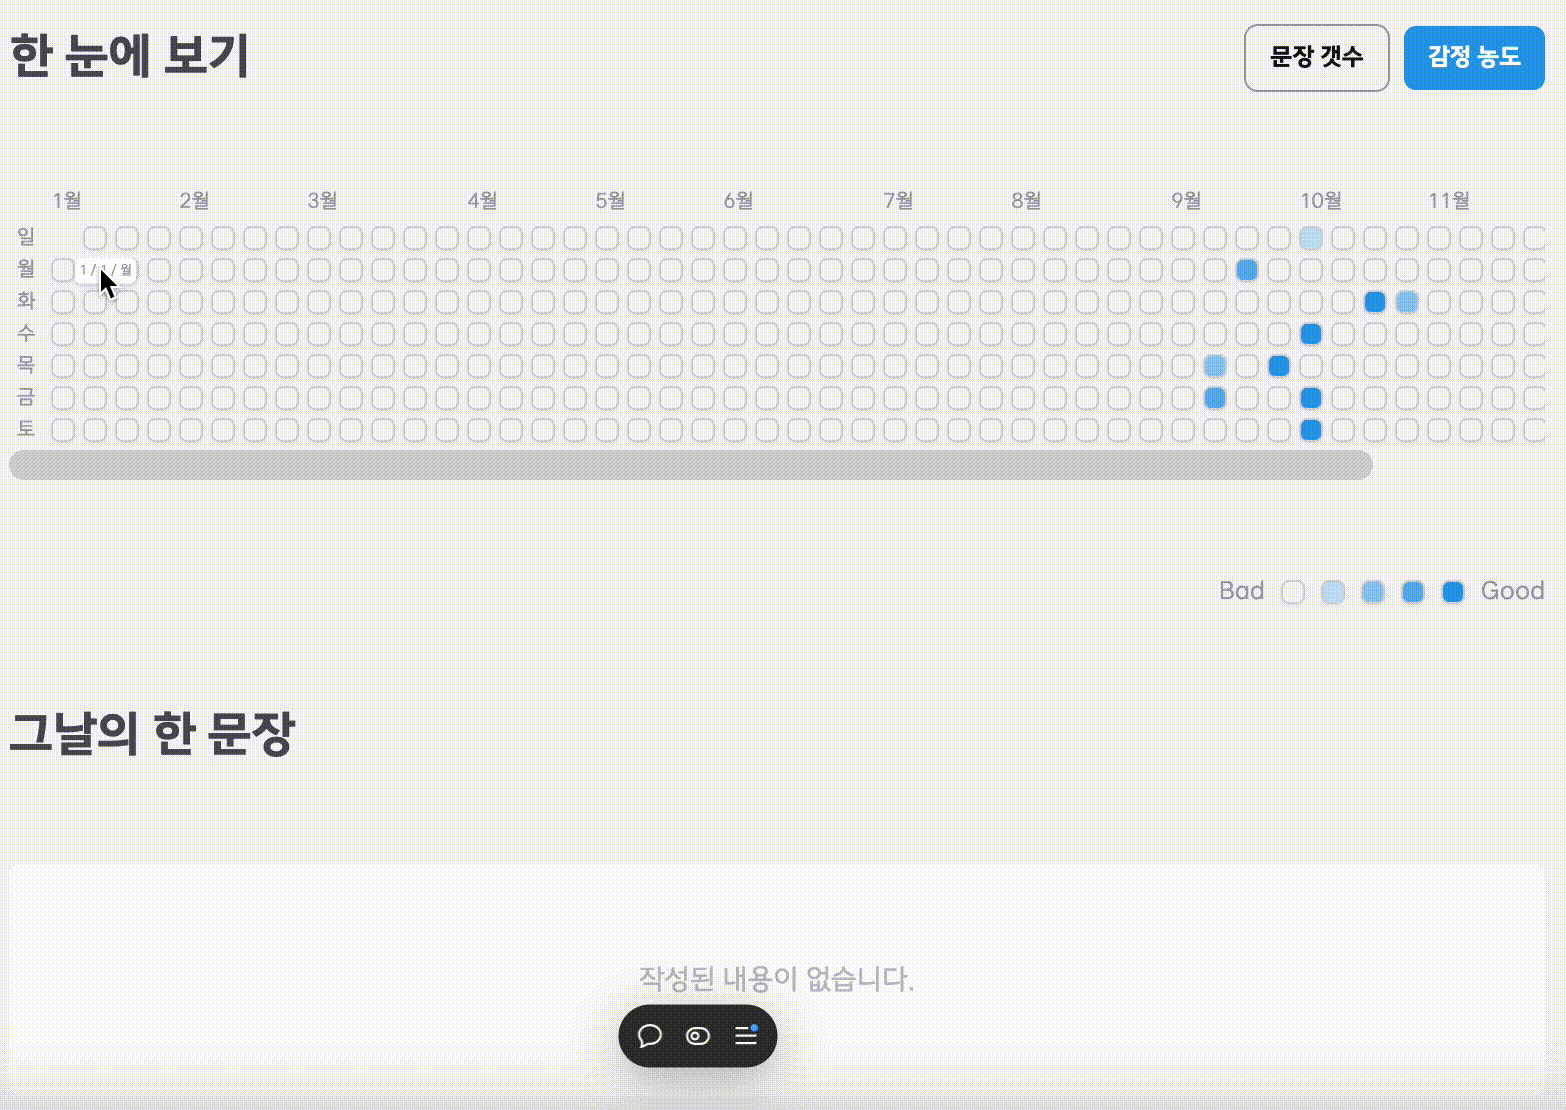 한 눈에 보기
문장 갯수
감정 농도
1월 2월 3월 4월 5월 6월 7월 8월 9월 10월 11월
일
월
1 / 1 / 월
화
수
목
금
토
Bad Good
그날의 한 문장
작성된 내용이 없습니다.